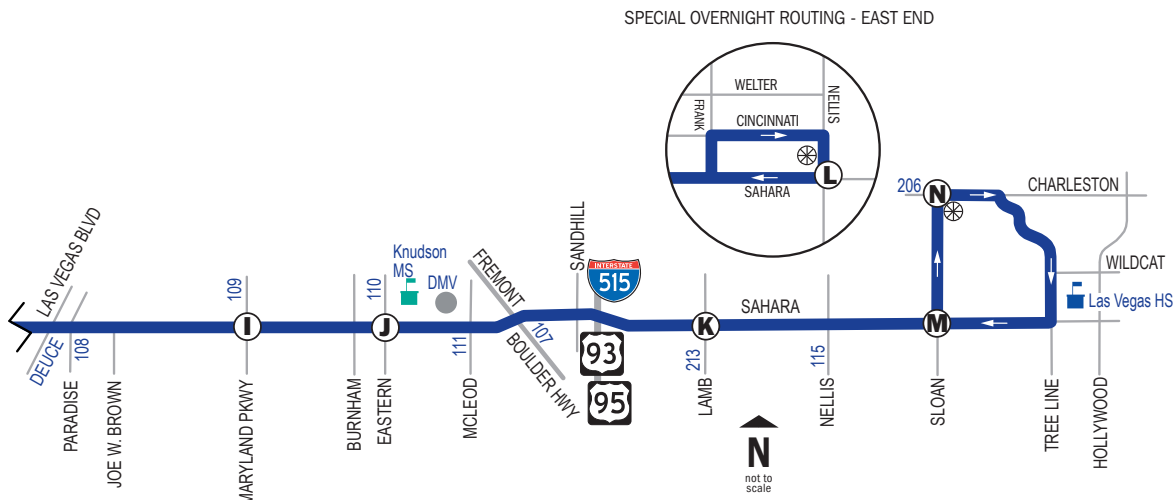 SPECIAL OVERNIGHT ROUTING - EAST END
WELTER
FRANK
CINCINNATI
NELLIS
L
SAHARA
LAS VEGAS BLVD
DEUCE
108
PARADISE
JOE W. BROWN
109
I
MARYLAND PKWY
BURNHAM
110
J
EASTERN
Knudson
MS
DMV
111
MCLEOD
FREMONT
107
BOULDER HWY
SANDHILL
INTERSTATE
515
93
95
K
213
LAMB
SAHARA
115
NELLIS
206
N
CHARLESTON
WILDCAT
Las Vegas HS
M
SLOAN
TREE LINE
HOLLYWOOD
N
not to
scale